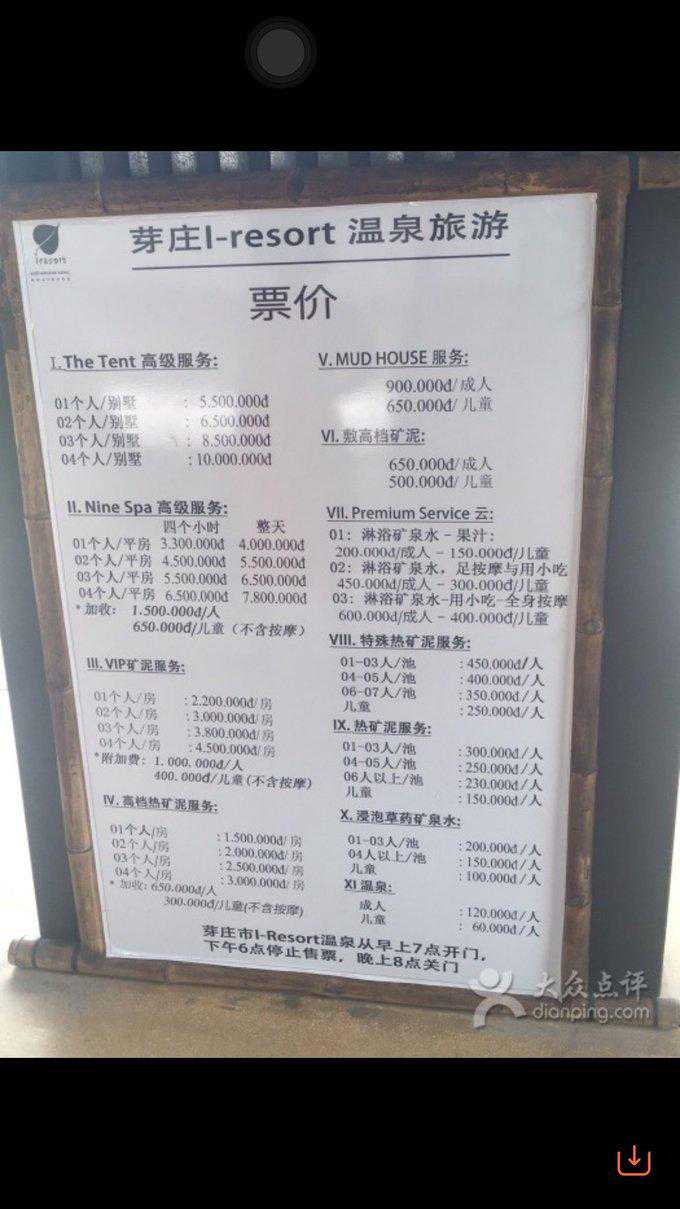 iresort
芽庄I-resort 温泉旅游
票价
I. The Tent 高级服务:
01个人/别墅 : 5.500.000đ
02个人/别墅 : 6.500.000đ
03个人/别墅 : 8.500.000đ
04个人/别墅 : 10.000.000đ
II. Nine Spa 高级服务:
四个小时 整天
01个人/平房 3.300.000đ 4.000.000đ
02个人/平房 4.500.000đ 5.500.000đ
03个人/平房 5.500.000đ 6.500.000đ
04个人/平房 6.500.000đ 7.800.000đ
* 加收: 1.500.000đ/人
650.000đ/儿童（不含按摩）
III. VIP矿泥服务:
01个人/房 : 2.200.000đ/房
02个人/房 : 3.000.000đ/房
03个人/房 : 3.800.000đ/房
04个人/房 : 4.500.000đ/房
*附加费: 1.000.000đ/人
400.000đ/儿童(不含按摩)
IV. 高档热矿泥服务:
01个人/房 : 1.500.000đ/房
02个人/房 : 2.000.000đ/房
03个人/房 : 2.500.000đ/房
04个人/房 : 3.000.000đ/房
* 加收: 650.000đ/人
300.000đ/儿童(不含按摩)
V. MUD HOUSE 服务:
900.000đ/成人
650.000đ/儿童
VI. 敷高档矿泥:
650.000đ/成人
500.000đ/儿童
VII. Premium Service 云:
01: 淋浴矿泉水 - 果汁:
200.000đ/成人 - 150.000đ/儿童
02: 淋浴矿泉水, 足按摩与用小吃
450.000đ/成人 - 300.000đ/儿童
03: 淋浴矿泉水-用小吃-全身按摩
600.000đ/成人 - 400.000đ/儿童
VIII. 特殊热矿泥服务:
01-03人/池 : 450.000đ/人
04-05人/池 : 400.000đ/人
06-07人/池 : 350.000đ/人
儿童 : 250.000đ/人
IX. 热矿泥服务:
01-03人/池 : 300.000đ/人
04-05人/池 : 250.000đ/人
06人以上/池 : 230.000đ/人
儿童 : 150.000đ/人
X. 浸泡草药矿泉水:
01-03人/池 : 200.000đ/人
04人以上/池 : 150.000đ/人
儿童 : 100.000đ/人
XI 温泉:
成人 : 120.000đ/人
儿童 : 60.000đ/人
芽庄市I-Resort温泉从早上7点开门,
下午6点停止售票, 晚上8点关门
大众点评
dianping.com